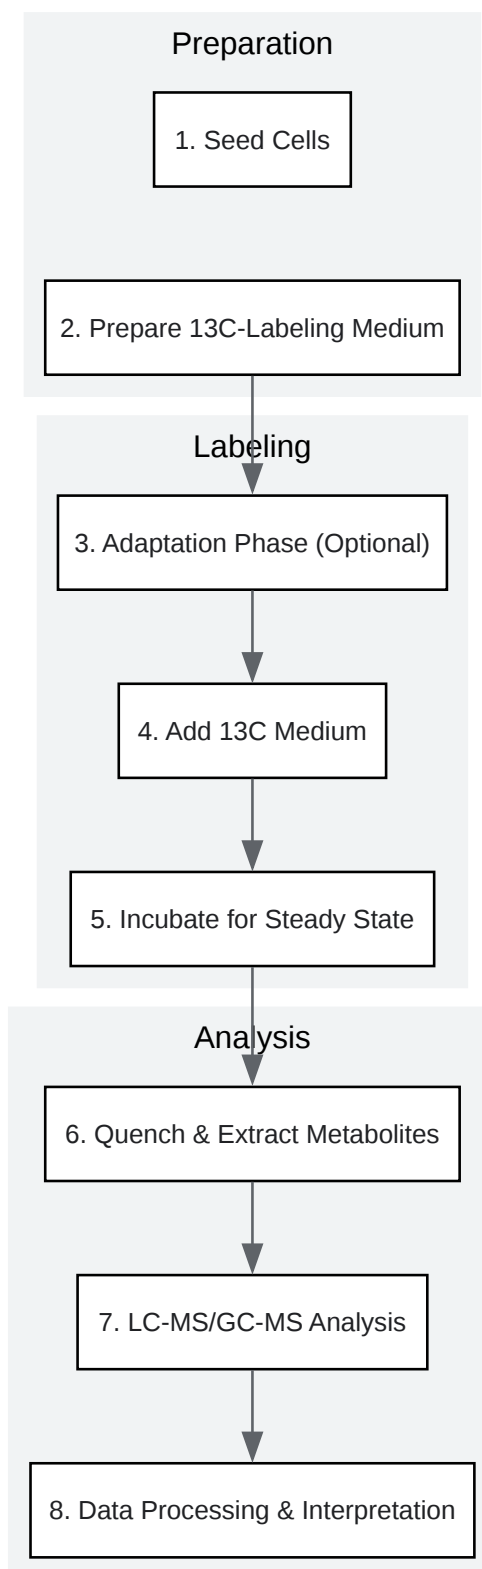 Preparation
1. Seed Cells
2. Prepare 13C-Labeling Medium
Labeling
3. Adaptation Phase (Optional)
4. Add 13C Medium
5. Incubate for Steady State
Analysis
6. Quench & Extract Metabolites
7. LC-MS/GC-MS Analysis
8. Data Processing & Interpretation